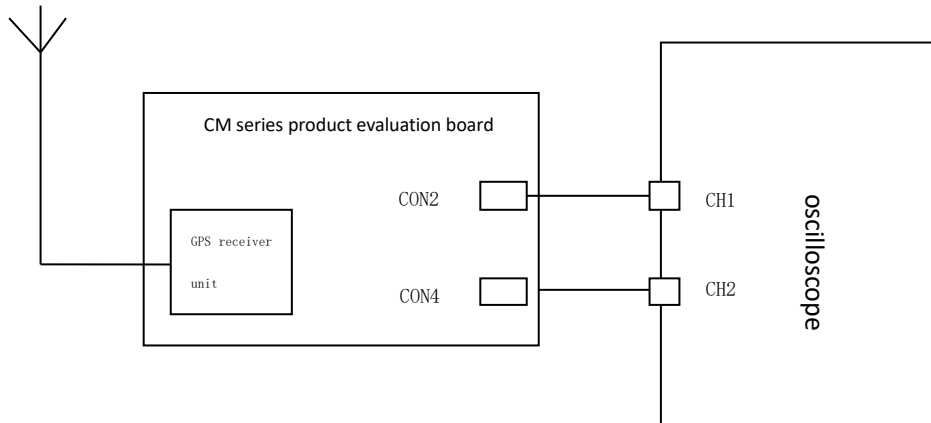 CM series product evaluation board
CON2
CH1
GPS receiver
unit
CON4
CH2
oscilloscope